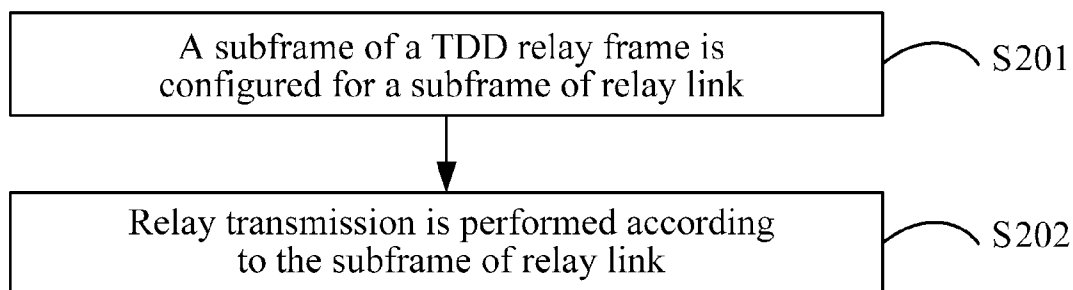 A subframe of a TDD relay frame is
configured for a subframe of relay link
S201
Relay transmission is performed according
to the subframe of relay link
S202